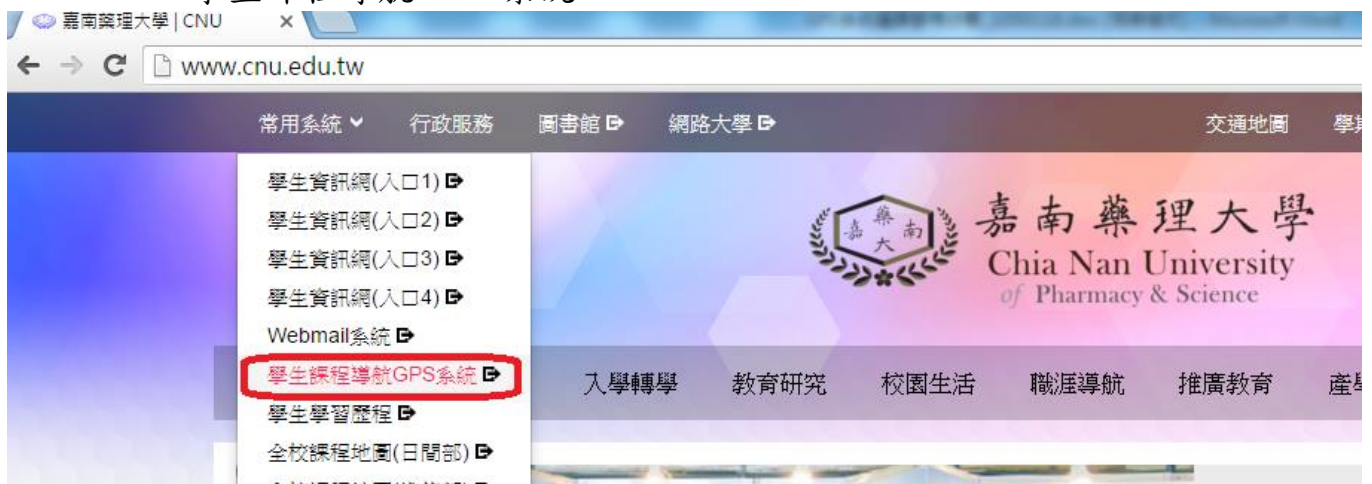 嘉南藥理大學 | CNU
www.cnu.edu.tw
常用系統 行政服務 圖書館 網路大學 交通地圖
學生資訊網(入口1)
學生資訊網(入口2)
學生資訊網(入口3)
學生資訊網(入口4)
Webmail系統
學生課程導航GPS系統
學生學習歷程
全校課程地圖(日間部)
嘉藥南大
嘉南藥理大學
Chia Nan University
of Pharmacy & Science
入學轉學 教育研究 校園生活 職涯導航 推廣教育